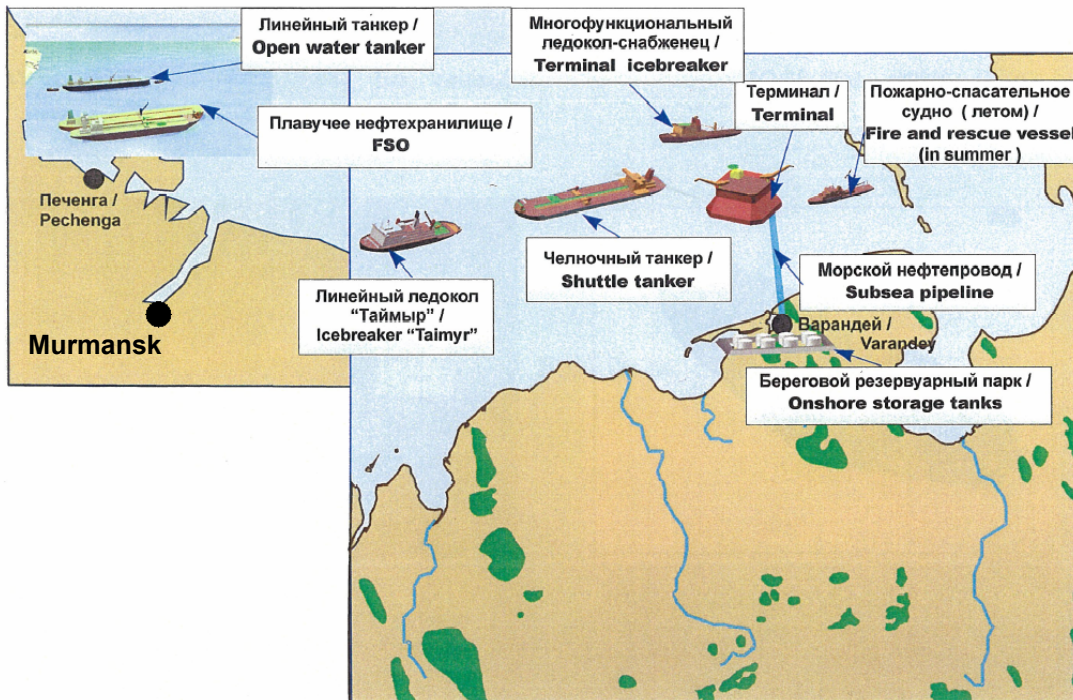 Линейный танкер /
Open water tanker
Плавучее нефтехранилище /
FSO
Печенга /
Pechenga
Murmansk
Многофункциональный
ледокол-снабженец /
Terminal icebreaker
Терминал /
Terminal
Пожарно-спасательное
судно ( летом) /
Fire and rescue vessel
(in summer )
Линейный ледокол
“Таймыр” /
Icebreaker “Taimyr”
Челночный танкер /
Shuttle tanker
Морской нефтепровод /
Subsea pipeline
Варандей /
Varandey
Береговой резервуарный парк /
Onshore storage tanks